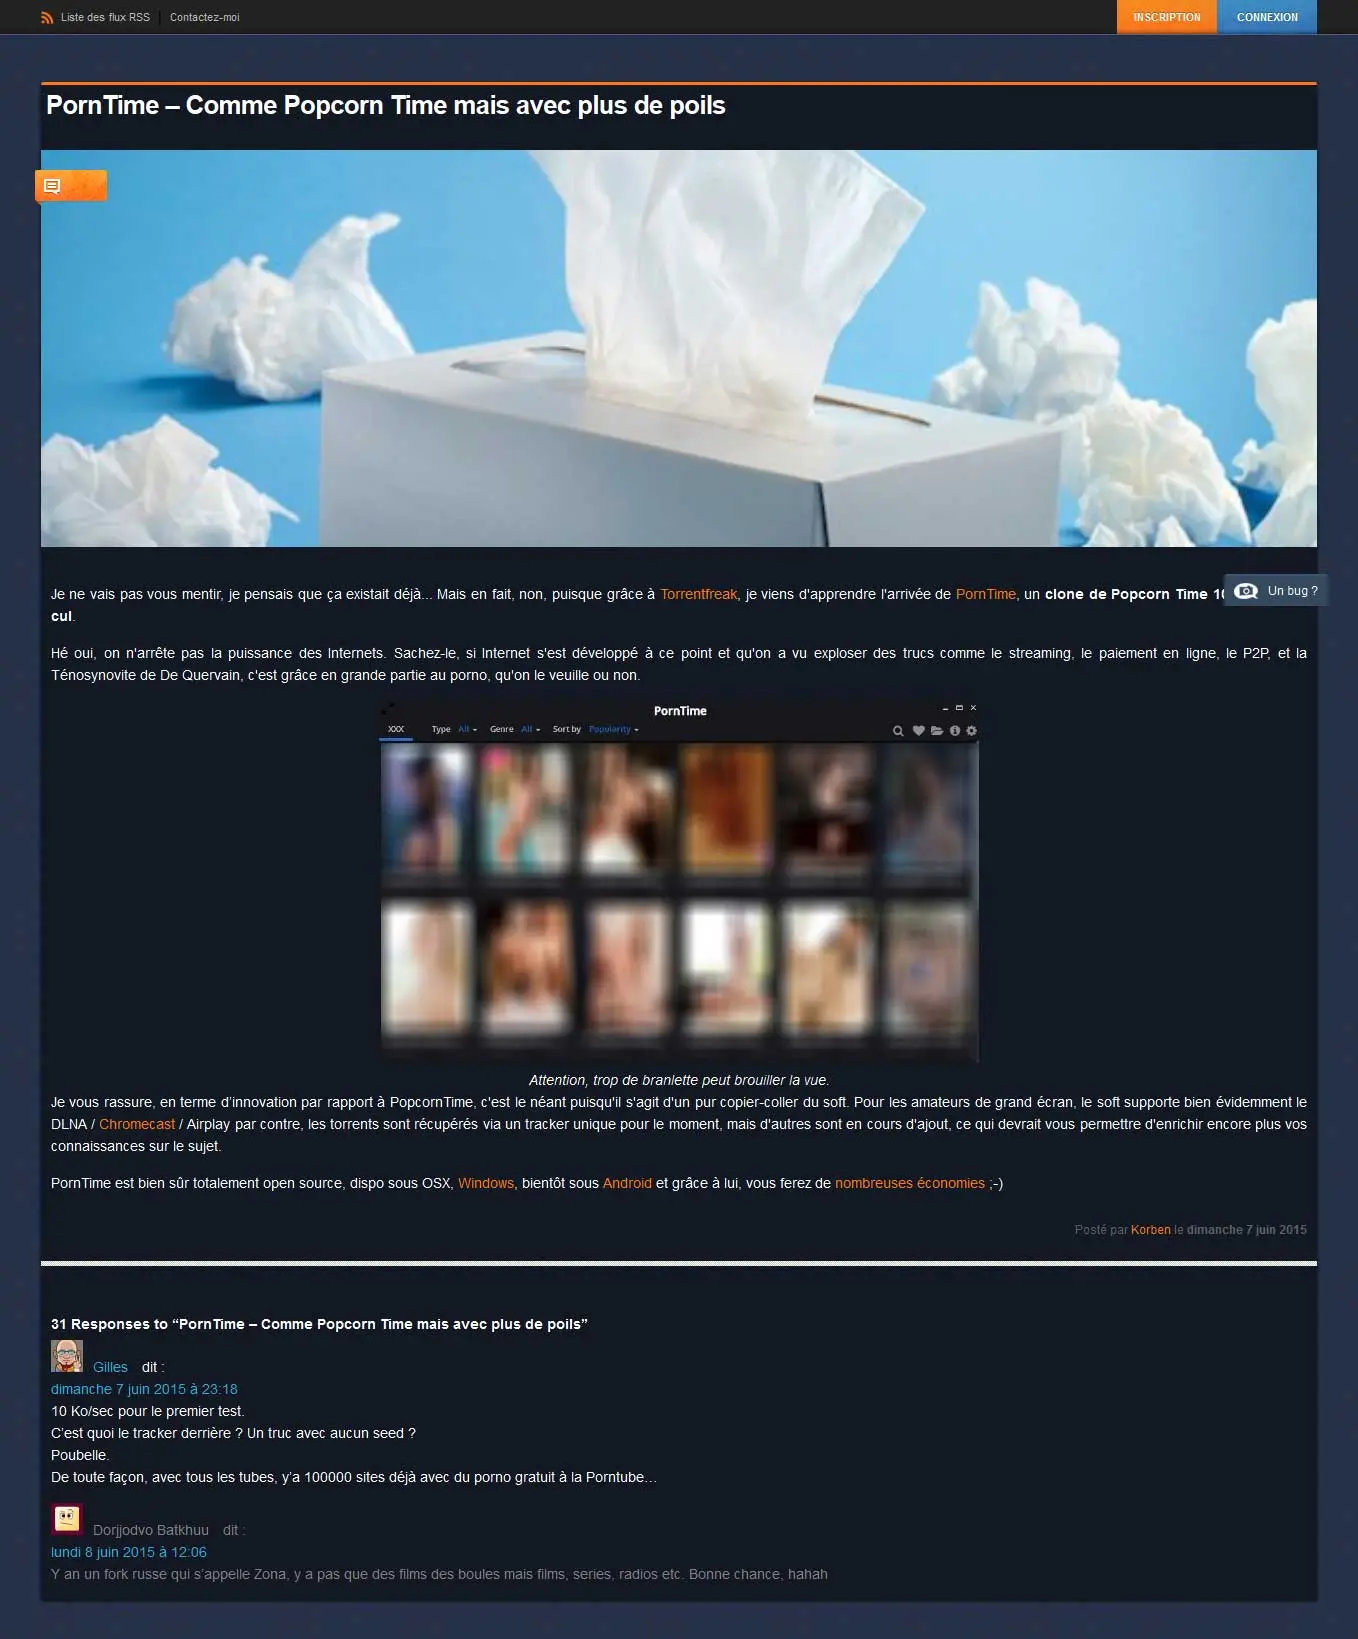 Liste des flux RSS
Contactez-moi
INSCRIPTION
CONNEXION
PornTime – Comme Popcorn Time mais avec plus de poils
Je ne vais pas vous mentir, je pensais que ça existait déjà... Mais en fait, non, puisque grâce à Torrentfreak, je viens d'apprendre l'arrivée de PornTime, un clone de Popcorn Time
Un bug ?
cul.
Hé oui, on n'arrête pas la puissance des Internets. Sachez-le, si Internet s'est développé à ce point et qu'on a vu exploser des trucs comme le streaming, le paiement en ligne, le P2P, et la
Ténosynovite de De Quervain, c'est grâce en grande partie au porno, qu'on le veuille ou non.
PornTime
XXX Type All Genre All Sort by Popularity
Attention, trop de branlette peut brouiller la vue.
Je vous rassure, en terme d’innovation par rapport à PopcornTime, c'est le néant puisqu'il s'agit d'un pur copier-coller du soft. Pour les amateurs de grand écran, le soft supporte bien évidemment le
DLNA / Chromecast / Airplay par contre, les torrents sont récupérés via un tracker unique pour le moment, mais d'autres sont en cours d'ajout, ce qui devrait vous permettre d'enrichir encore plus vos
connaissances sur le sujet.
PornTime est bien sûr totalement open source, dispo sous OSX, Windows, bientôt sous Android et grâce à lui, vous ferez de nombreuses économies ;-)
Posté par Korben le dimanche 7 juin 2015
31 Responses to “PornTime – Comme Popcorn Time mais avec plus de poils”
Gilles dit :
dimanche 7 juin 2015 à 23:18
10 Ko/sec pour le premier test.
C’est quoi le tracker derrière ? Un truc avec aucun seed ?
Poubelle.
De toute façon, avec tous les tubes, y’a 100000 sites déjà avec du porno gratuit à la Porntube…
Dorjjodvo Batkhuu dit :
lundi 8 juin 2015 à 12:06
Y an un fork russe qui s’appelle Zona, y a pas que des films des boules mais films, series, radios etc. Bonne chance, hahah